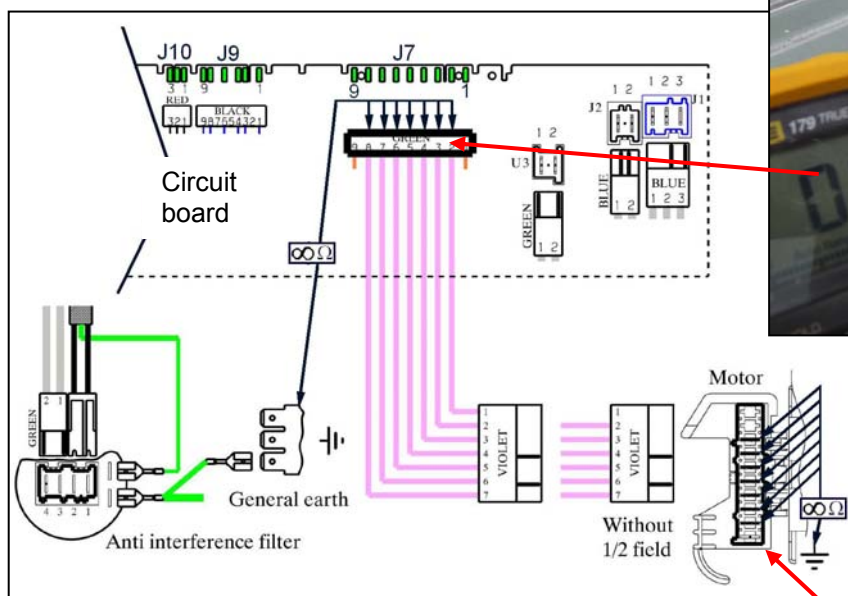 J10 J9 J7
3 1 9 1 9 1
RED
321
BLACK
987654321
GREEN
9 8 7 6 5 4 3
Circuit
board
1 2
U3
GREEN
1 2
1 2
J2
BLUE
1 2
1 2 3
J1
BLUE
1 2 3
179 TRUE
0
∞ Ω
2 1
GREEN
4 3 2 1
Anti interference filter
General earth
1
2
3
4
5
6
7
VIOLET
1
2
3
4
5
6
7
VIOLET
Without
1/2 field
Motor
∞ Ω